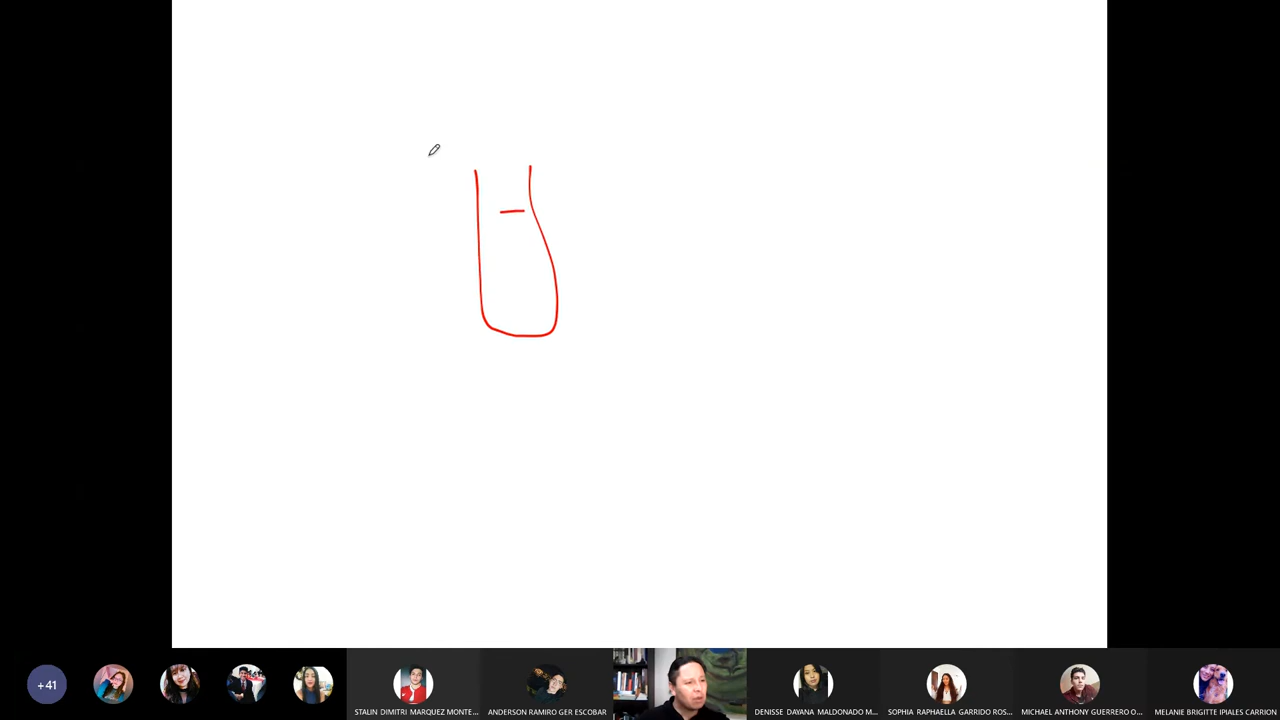 +41
STALIN DIMITRI MARQUEZ MONTE...
ANDERSON RAMIRO GER ESCOBAR
DENISSE DAYANA MALDONADO M...
SOPHIA RAPHAELLA GARRIDO ROS...
MICHAEL ANTHONY GUERRERO O...
MELANIE BRIGITTE IPIALES CARRION